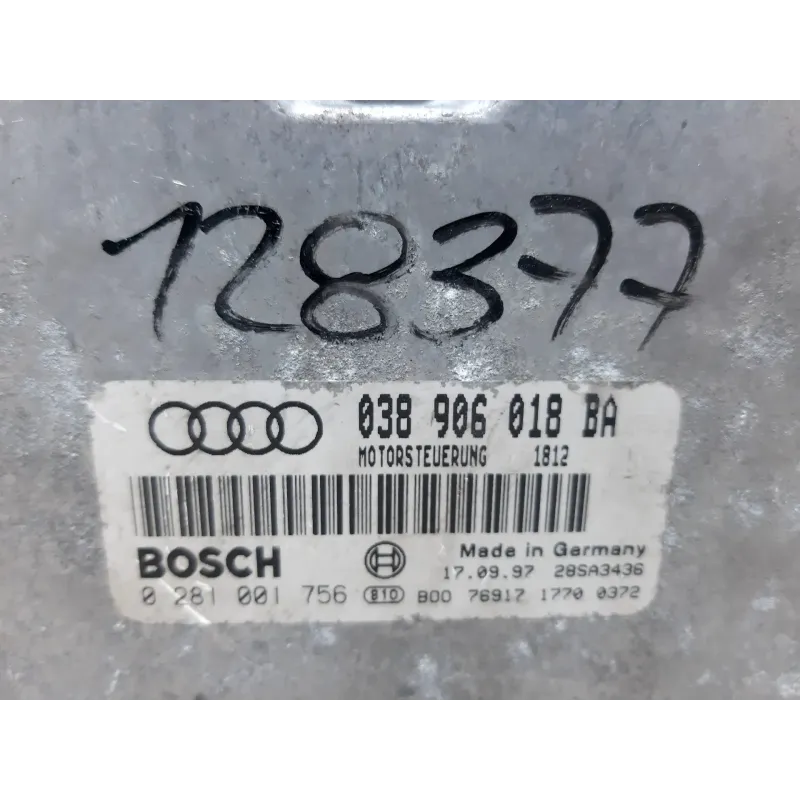 128377
038 906 018 BA
MOTORSTEUERUNG 1812
BOSCH Made in Germany
17.09.97 28SA3436
0 281 001 756 810 B00 76917 1770 0372